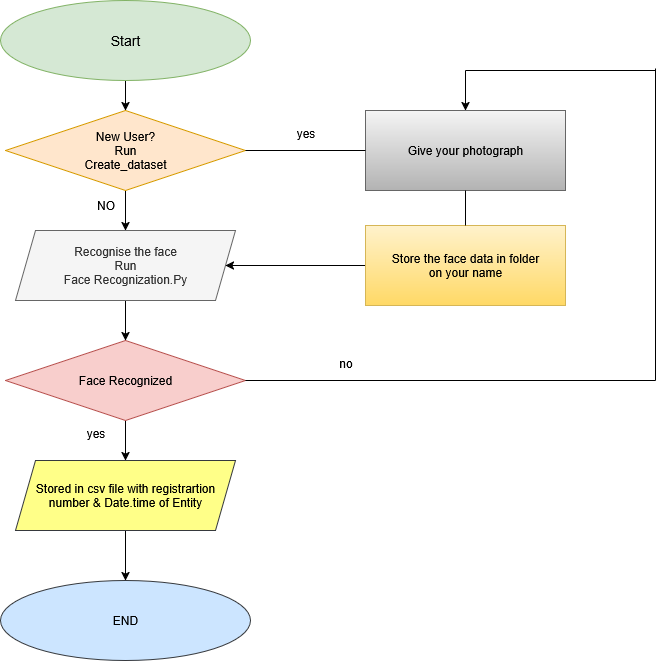 Start
New User?
Run
Create_dataset
yes
Give your photograph
NO
Recognise the face
Run
Face Recognization.Py
Store the face data in folder
on your name
Face Recognized
no
yes
Stored in csv file with registrartion
number & Date.time of Entity
END